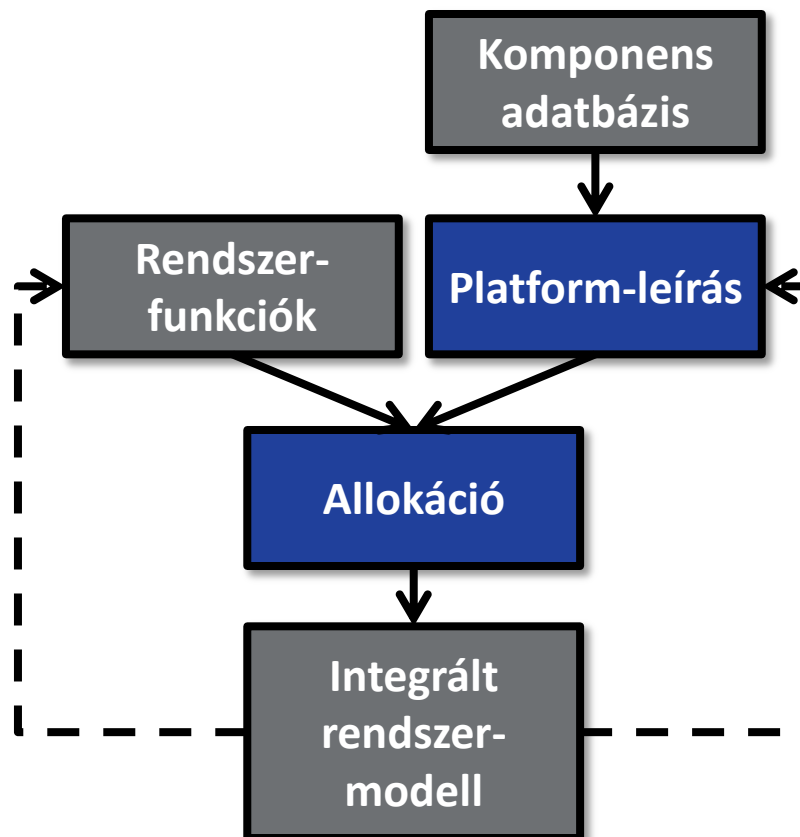 Komponens
adatbázis
Rendszer-
funkciók
Platform-leírás
Allokáció
Integrált
rendszer-
modell